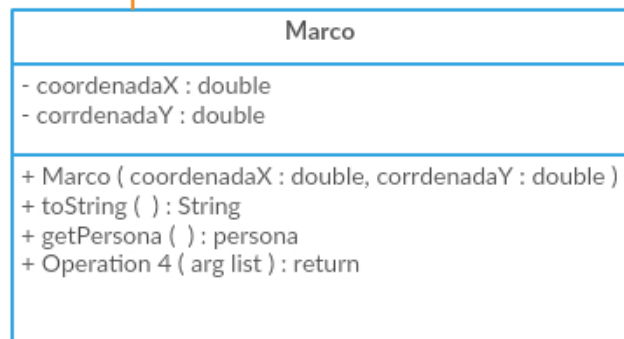 Marco
- coordenadaX : double
- corrdenadaY : double
+ Marco ( coordenadaX : double, corrdenadaY : double )
+ toString ( ) : String
+ getPersona ( ) : persona
+ Operation 4 ( arg list ) : return